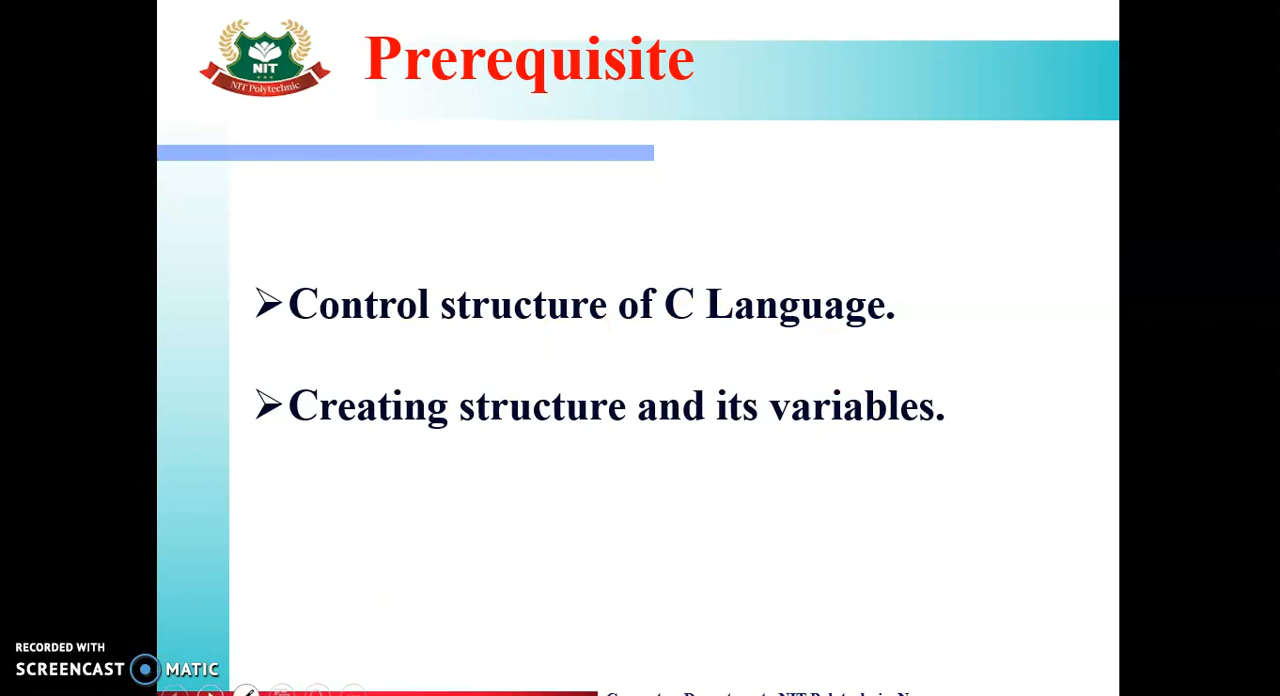 Prerequisite
NIT
NIT Polytechnic
➢Control structure of C Language.
➢Creating structure and its variables.
RECORDED WITH
SCREENCAST MATIC